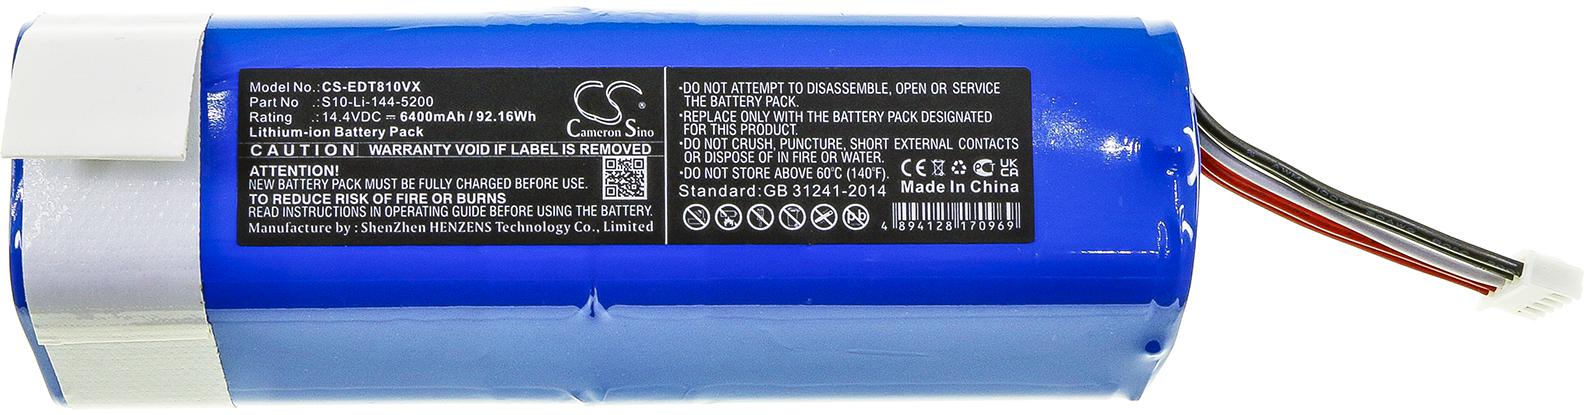 Model No.: CS-EDT810VX
Part No .: S10-Li-144-5200
Rating .: 14.4VDC ⎓ 6400mAh / 92.16Wh
Lithium-ion Battery Pack
CS
Cameron Sino
CAUTION WARRANTY VOID IF LABEL IS REMOVED
ATTENTION!
NEW BATTERY PACK MUST BE FULLY CHARGED BEFORE USE.
TO REDUCE RISK OF FIRE OR BURNS
READ INSTRUCTIONS IN OPERATING GUIDE BEFORE USING THE BATTERY.
Manufacture by : ShenZhen HENZENS Technology Co., Limited
•DO NOT ATTEMPT TO DISASSEMBLE, OPEN OR SERVICE
THE BATTERY PACK.
•REPLACE ONLY WITH THE BATTERY PACK DESIGNATED
FOR THIS PRODUCT.
•DO NOT CRUSH, PUNCTURE, SHORT EXTERNAL CONTACTS
OR DISPOSE OF IN FIRE OR WATER.
•DO NOT STORE ABOVE 60℃ (140℉).
Standard:GB 31241-2014
CE EAC UKCA
Made In China
Pb
4 894128 170969